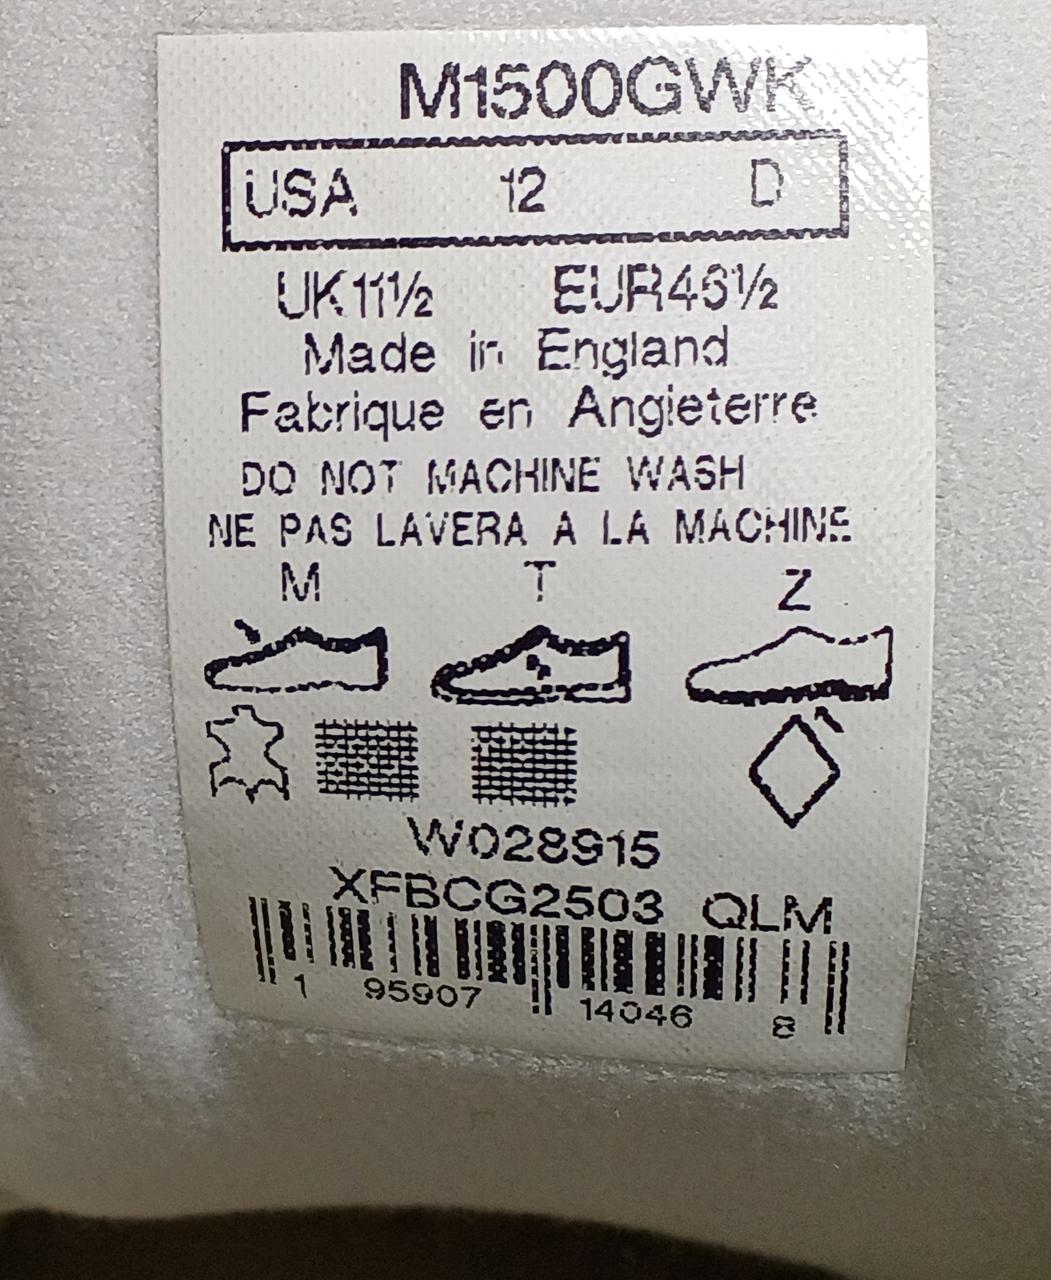 M1500GWK
USA 12 D
UK11½ EUR46½
Made in England
Fabrique en Angleterre
DO NOT MACHINE WASH
NE PAS LAVERA A LA MACHINE
M T Z
W028915
XFBCG2503 QLM
1 95907 14046 8